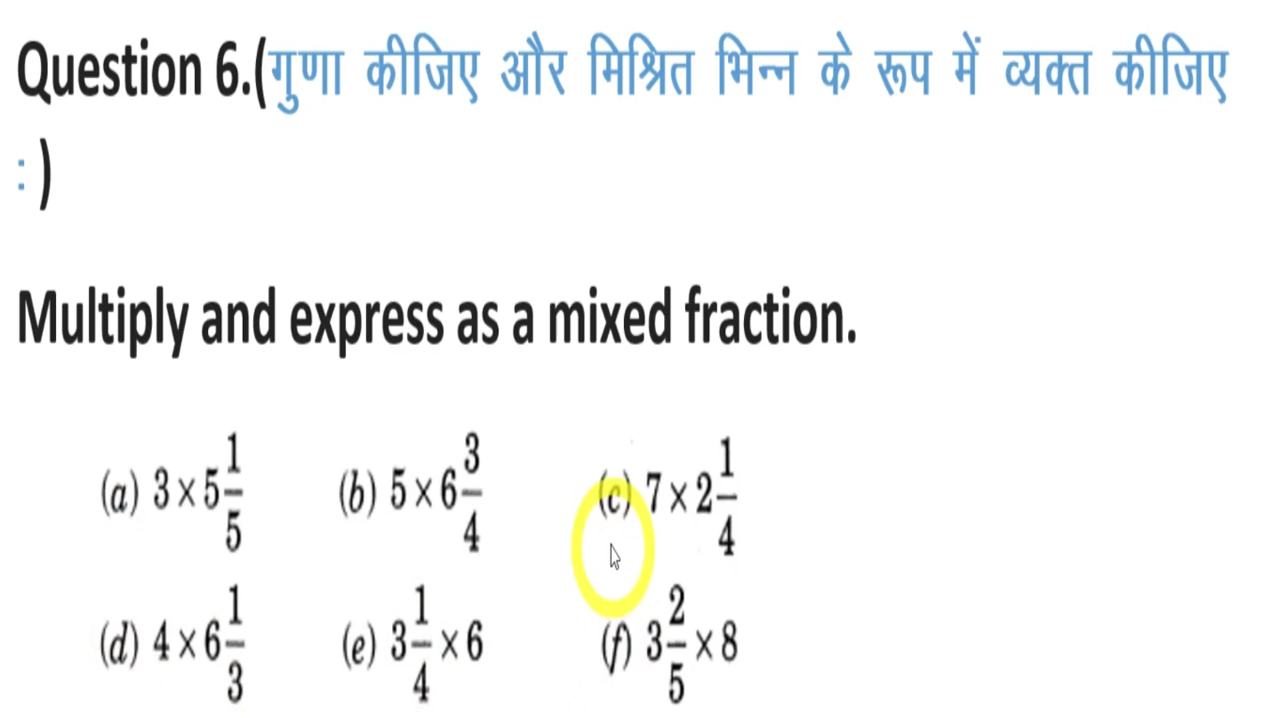 Question 6.(गुणा कीजिए और मिश्रित भिन्न के रूप में व्यक्त कीजिए
: )
Multiply and express as a mixed fraction.
(a) 3 × 5 1/5 (b) 5 × 6 3/4 (c) 7 × 2 1/4
(d) 4 × 6 1/3 (e) 3 1/4 × 6 (f) 3 2/5 × 8